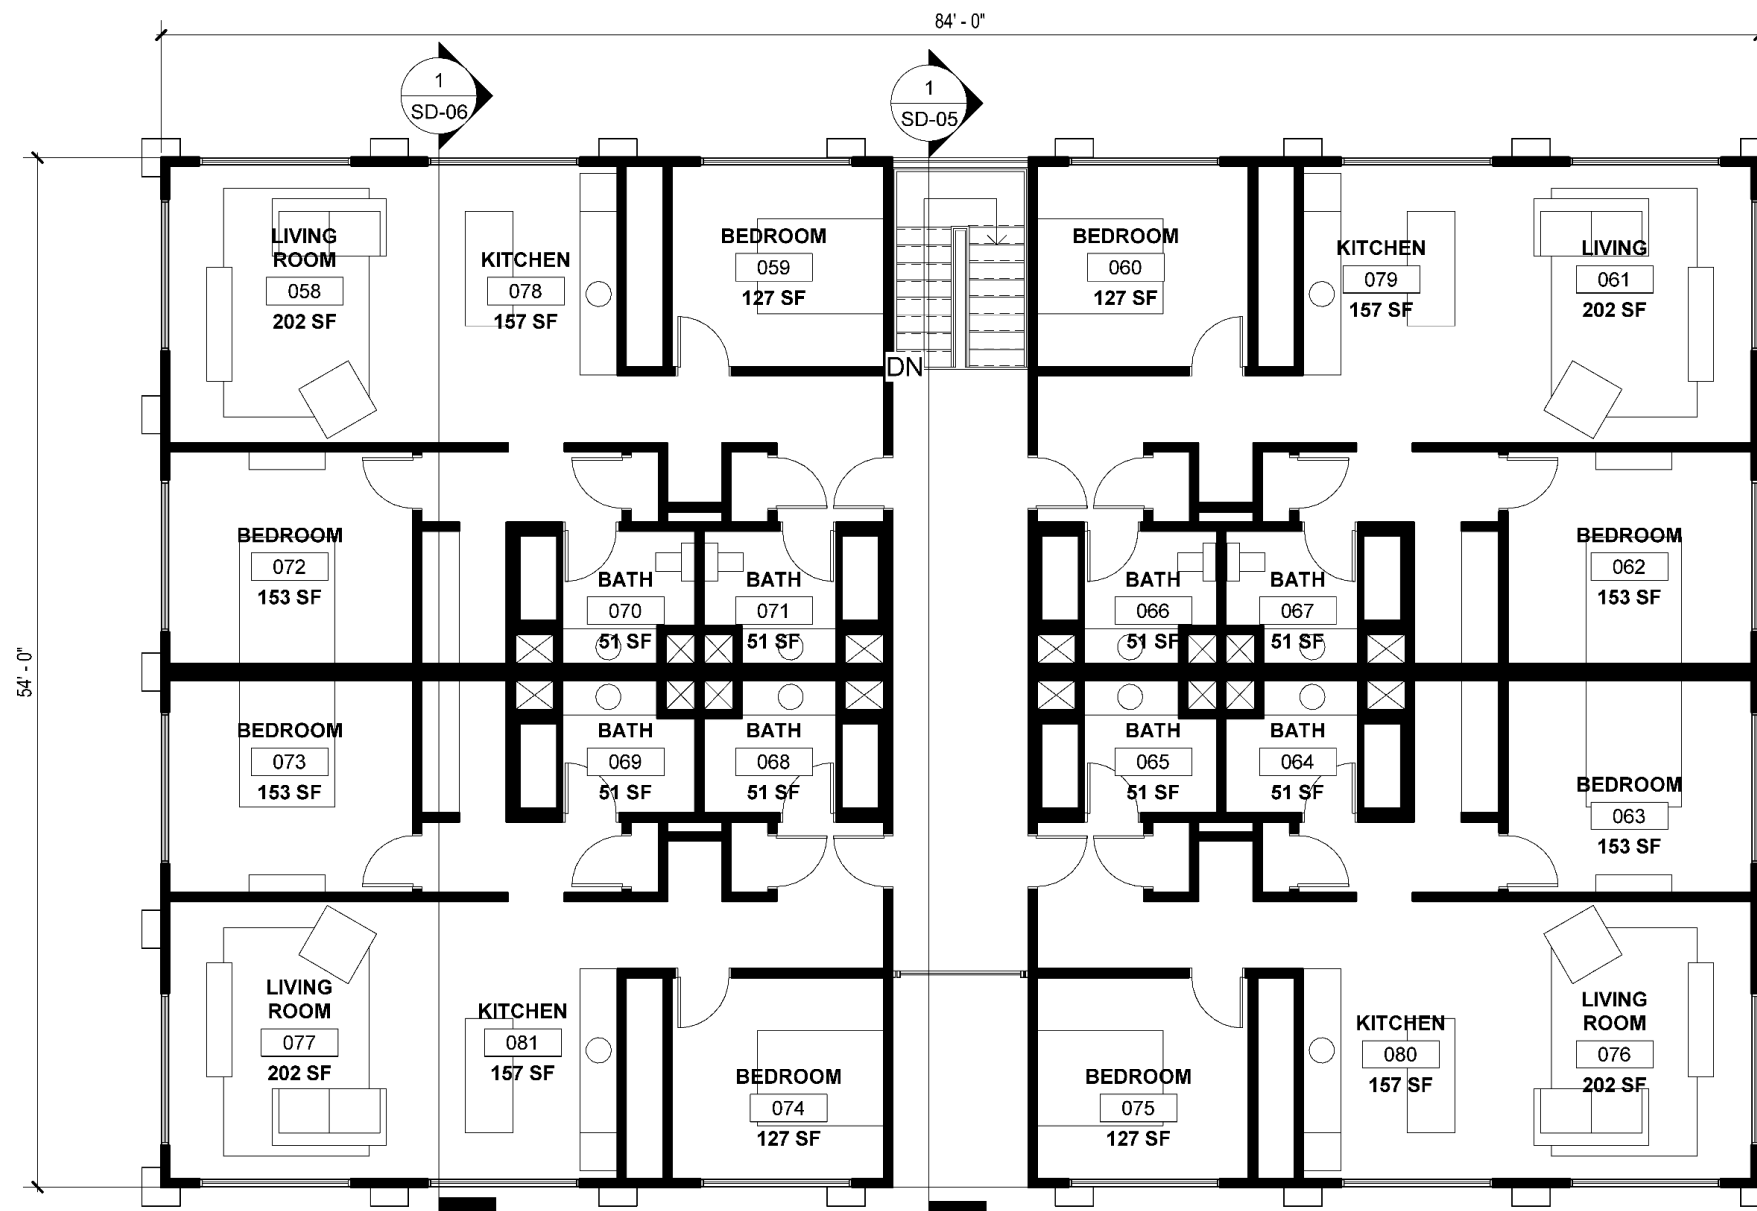 84' - 0"
1
SD-06
1
SD-05
54' - 0"
LIVING
ROOM
058
202 SF
KITCHEN
078
157 SF
BEDROOM
059
127 SF
BEDROOM
060
127 SF
KITCHEN
079
157 SF
LIVING
061
202 SF
DN
BEDROOM
072
153 SF
BATH
070
51 SF
BATH
071
51 SF
BATH
066
51 SF
BATH
067
51 SF
BEDROOM
062
153 SF
BEDROOM
073
153 SF
BATH
069
51 SF
BATH
068
51 SF
BATH
065
51 SF
BATH
064
51 SF
BEDROOM
063
153 SF
LIVING
ROOM
077
202 SF
KITCHEN
081
157 SF
BEDROOM
074
127 SF
BEDROOM
075
127 SF
KITCHEN
080
157 SF
LIVING
ROOM
076
202 SF